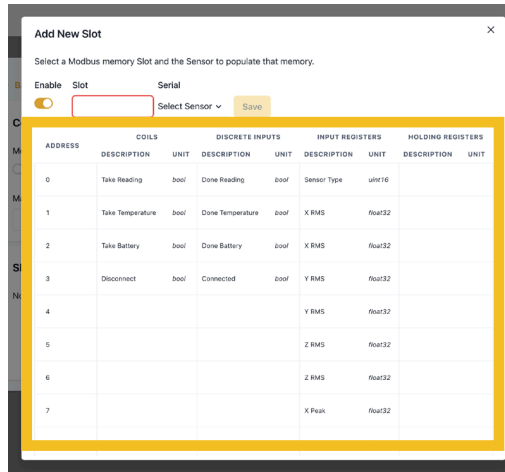 Add New Slot
Select a Modbus memory Slot and the Sensor to populate that memory.
Enable Slot Serial
Select Sensor Save
COILS DISCRETE INPUTS INPUT REGISTERS HOLDING REGISTERS
ADDRESS
DESCRIPTION UNIT DESCRIPTION UNIT DESCRIPTION UNIT DESCRIPTION UNIT
0 Take Reading bool Done Reading bool Sensor Type uint16
1 Take Temperature bool Done Temperature bool X RMS float32
2 Take Battery bool Done Battery bool X RMS float32
3 Disconnect bool Connected bool Y RMS float32
4 Y RMS float32
5 Z RMS float32
6 Z RMS float32
7 X Peak float32